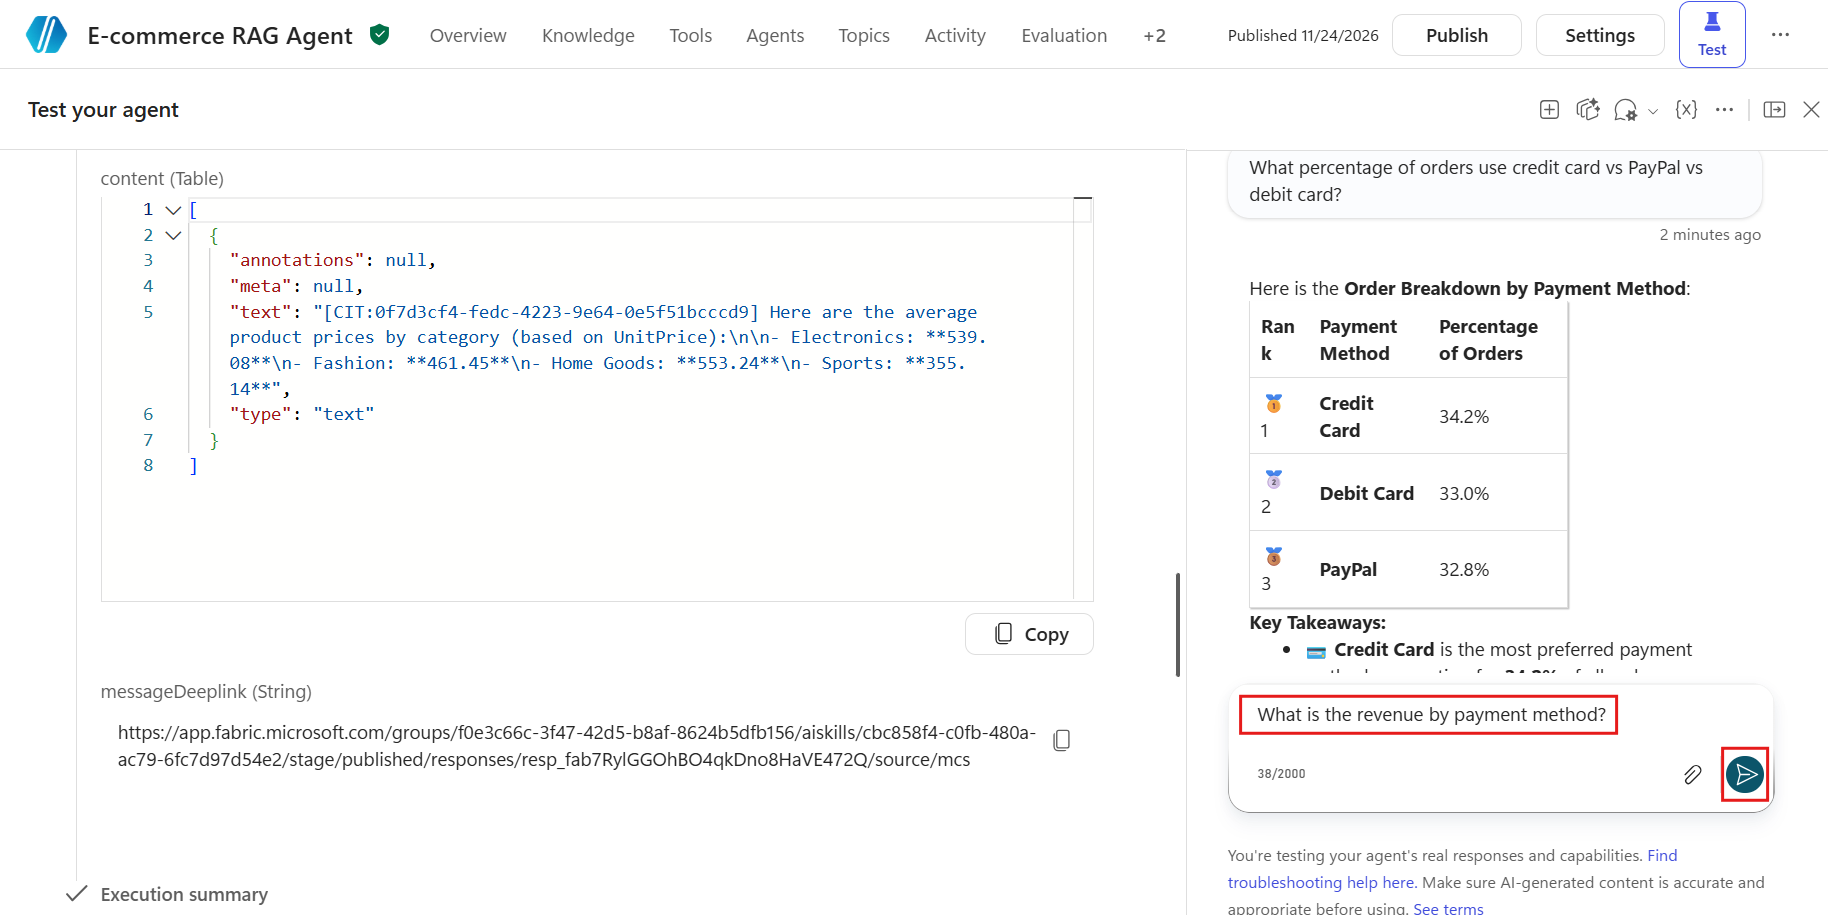 E-commerce RAG Agent
Overview
Knowledge
Tools
Agents
Topics
Activity
Evaluation
+2
Published 11/24/2026
Publish
Settings
Test
Test your agent
content (Table)
1 [
2 {
3 "annotations": null,
4 "meta": null,
5 "text": "[CIT:0f7d3cf4-fedc-4223-9e64-0e5f51bcccd9] Here are the average
product prices by category (based on UnitPrice):\n\n- Electronics: **539.
08**\n- Fashion: **461.45**\n- Home Goods: **553.24**\n- Sports: **355.
14**",
6 "type": "text"
7 }
8 ]
Copy
messageDeeplink (String)
https://app.fabric.microsoft.com/groups/f0e3c66c-3f47-42d5-b8af-8624b5dfb156/aiskills/cbc858f4-c0fb-480a-
ac79-6fc7d97d54e2/stage/published/responses/resp_fab7RylGGOhBO4qkDno8HaVE472Q/source/mcs
Execution summary
What percentage of orders use credit card vs PayPal vs
debit card?
2 minutes ago
Here is the Order Breakdown by Payment Method:
Ran
k
Payment
Method
Percentage
of Orders
1
Credit
Card
34.2%
2
Debit Card
33.0%
3
PayPal
32.8%
Key Takeaways:
Credit Card is the most preferred payment
What is the revenue by payment method?
38/2000
You're testing your agent's real responses and capabilities. Find
troubleshooting help here. Make sure AI-generated content is accurate and
appropriate before using. See terms